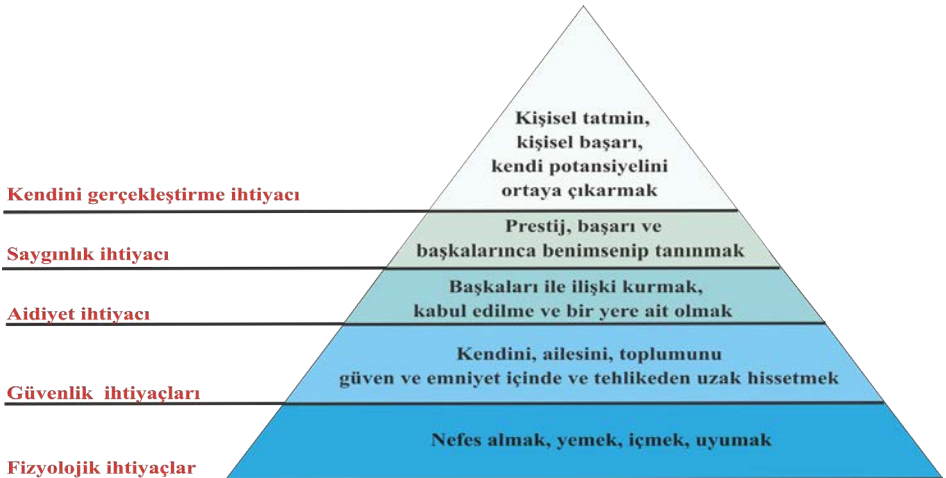 Kişisel tatmin,
kişisel başarı,
kendi potansiyelini
ortaya çıkarmak
Kendini gerçekleştirme ihtiyacı
Prestij, başarı ve
başkalarınca benimsenip tanınmak
Saygınlık ihtiyacı
Başkaları ile ilişki kurmak,
kabul edilme ve bir yere ait olmak
Aidiyet ihtiyacı
Kendini, ailesini, toplumunu
güven ve emniyet içinde ve tehlikeden uzak hissetmek
Güvenlik ihtiyaçları
Nefes almak, yemek, içmek, uyumak
Fizyolojik ihtiyaçlar